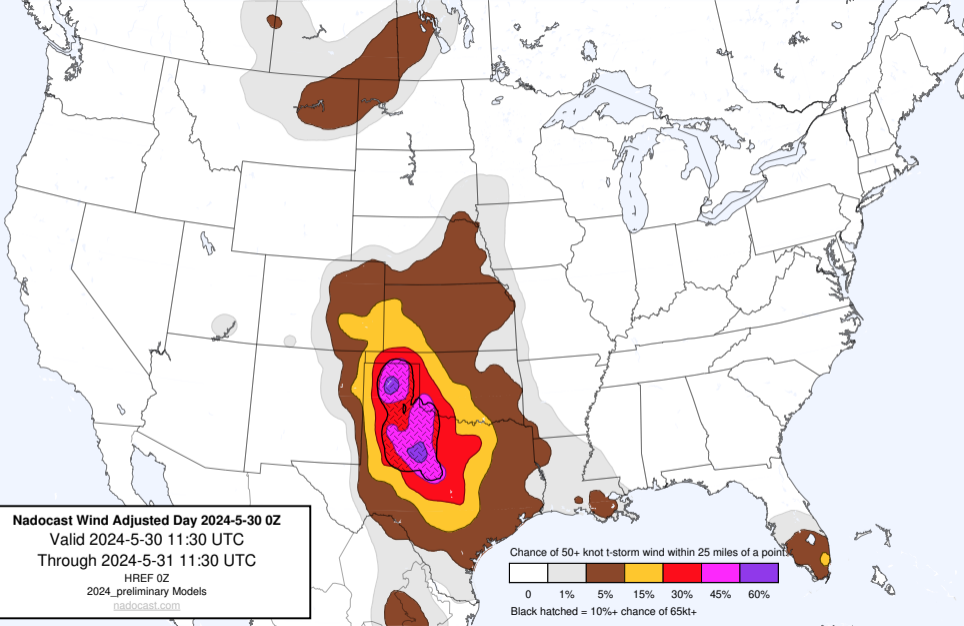 Nadocast Wind Adjusted Day 2024-5-30 0Z
Valid 2024-5-30 11:30 UTC
Through 2024-5-31 11:30 UTC
HREF 0Z
2024_preliminary Models
nadocast.com
Chance of 50+ knot t-storm wind within 25 miles of a point.
0 1% 5% 15% 30% 45% 60%
Black hatched = 10%+ chance of 65kt+